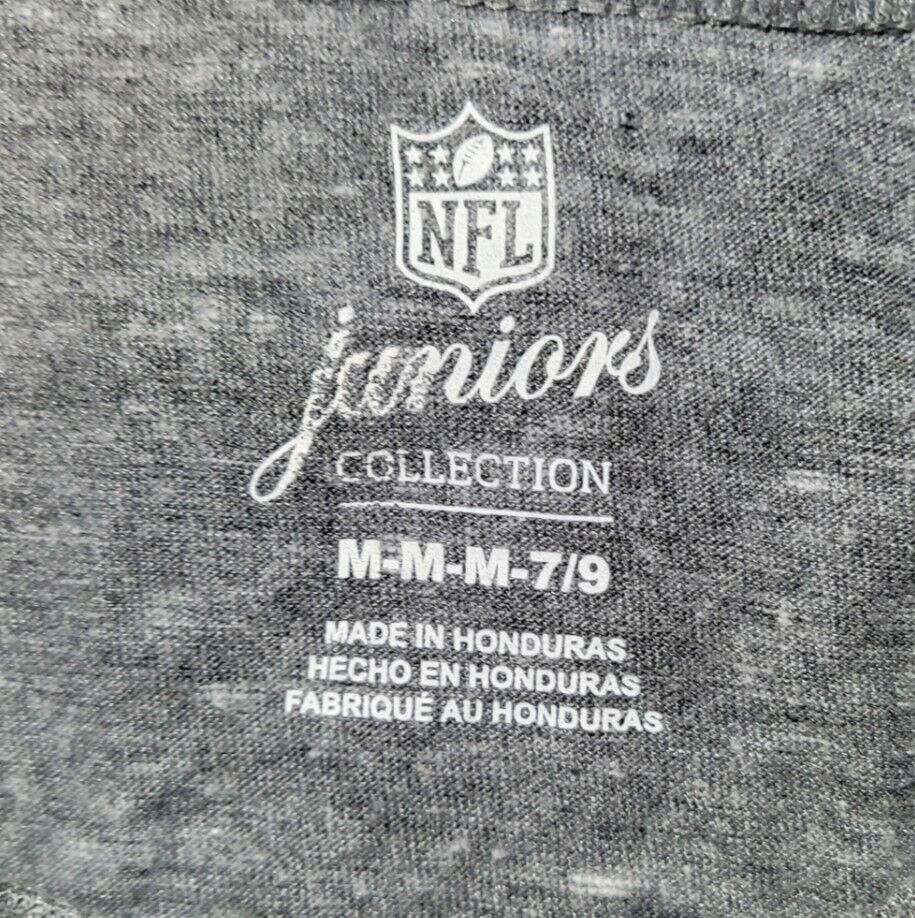 NFL
juniors
COLLECTION
M-M-M-7/9
MADE IN HONDURAS
HECHO EN HONDURAS
FABRIQUÉ AU HONDURAS